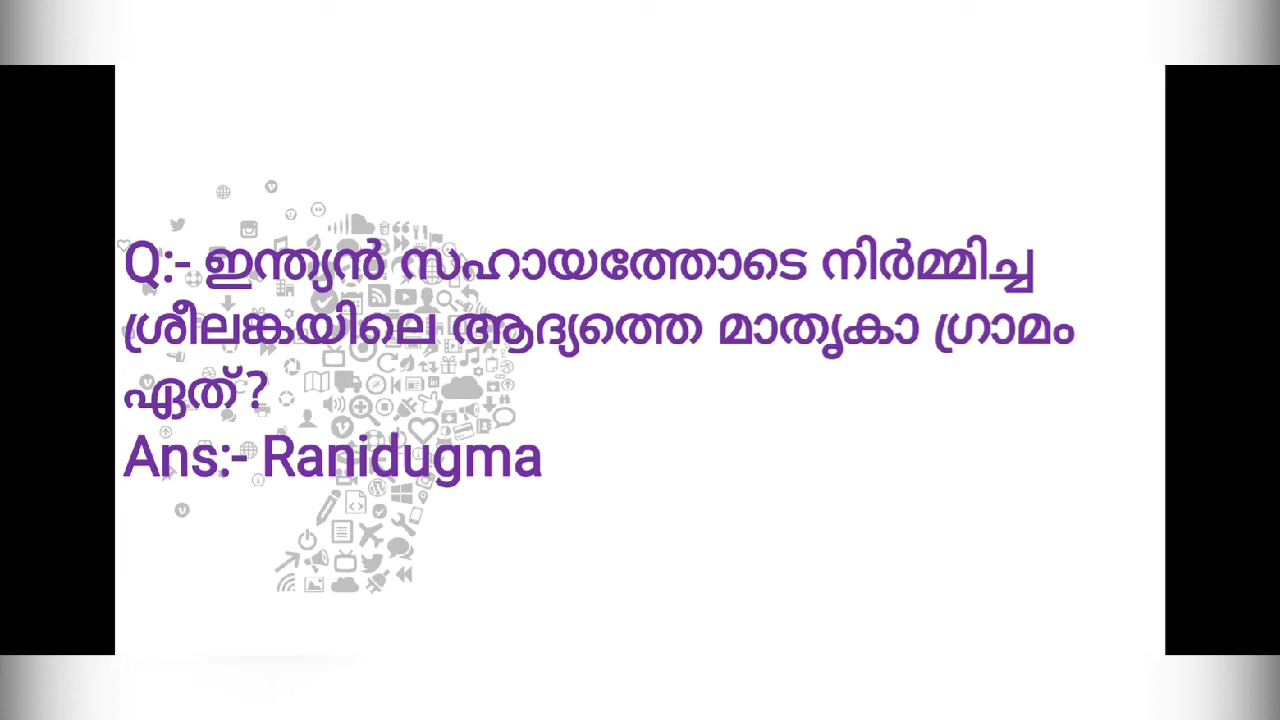 Q:- ഇന്ത്യൻ സഹായത്തോടെ നിർമ്മിച്ച
ശ്രീലങ്കയിലെ ആദ്യത്തെ മാതൃകാ ഗ്രാമം
ഏത്?
Ans:- Ranidugma